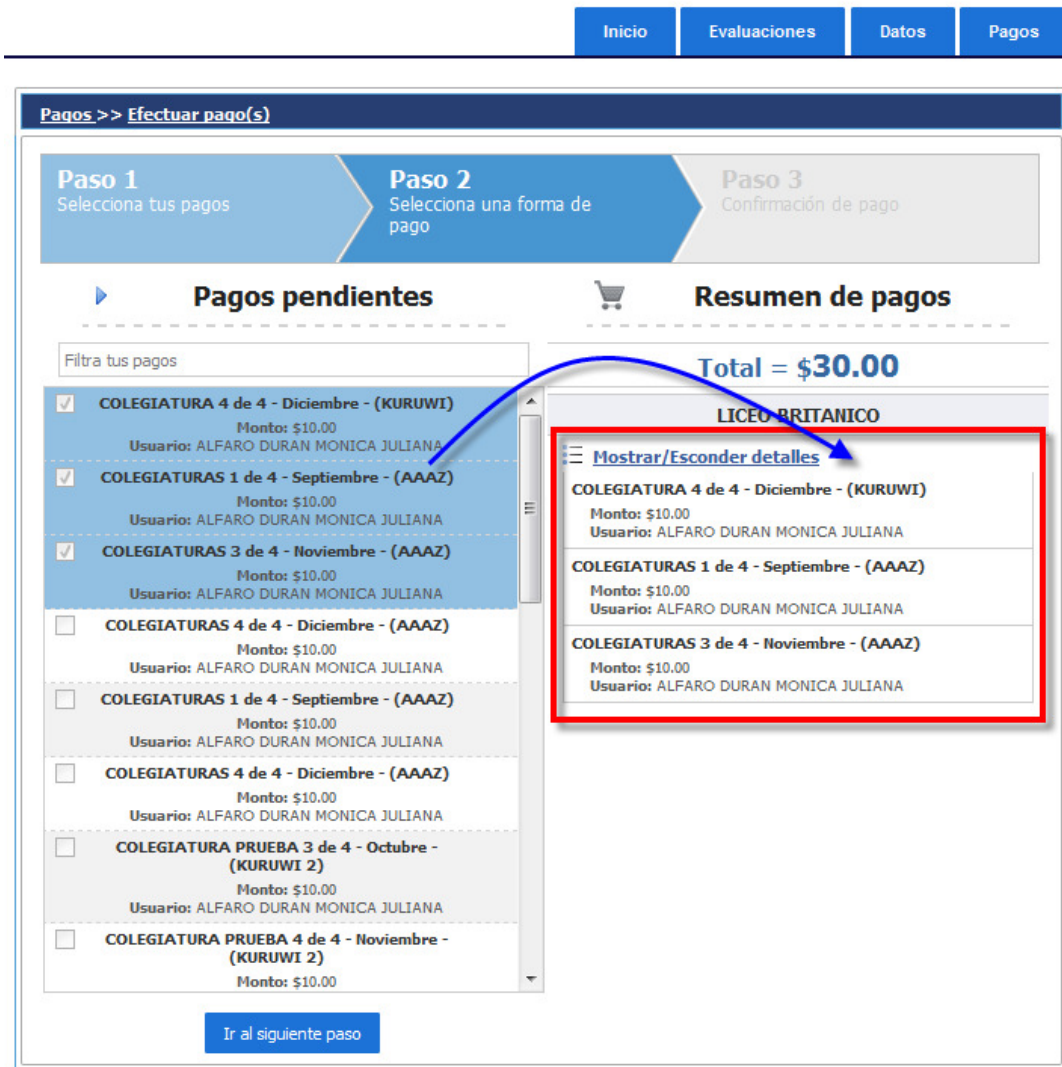 Inicio
Evaluaciones
Datos
Pagos
Pagos >> Efectuar pago(s)
Paso 1
Selecciona tus pagos
Paso 2
Selecciona una forma de
pago
Paso 3
Confirmación de pago
Pagos pendientes
Filtra tus pagos
COLEGIATURA 4 de 4 - Diciembre - (KURUWI)
Monto: $10.00
Usuario: ALFARO DURAN MONICA JULIANA
COLEGIATURAS 1 de 4 - Septiembre - (AAAZ)
Monto: $10.00
Usuario: ALFARO DURAN MONICA JULIANA
COLEGIATURAS 3 de 4 - Noviembre - (AAAZ)
Monto: $10.00
Usuario: ALFARO DURAN MONICA JULIANA
COLEGIATURAS 4 de 4 - Diciembre - (AAAZ)
Monto: $10.00
Usuario: ALFARO DURAN MONICA JULIANA
COLEGIATURAS 1 de 4 - Septiembre - (AAAZ)
Monto: $10.00
Usuario: ALFARO DURAN MONICA JULIANA
COLEGIATURAS 4 de 4 - Diciembre - (AAAZ)
Monto: $10.00
Usuario: ALFARO DURAN MONICA JULIANA
COLEGIATURA PRUEBA 3 de 4 - Octubre -
(KURUWI 2)
Monto: $10.00
Usuario: ALFARO DURAN MONICA JULIANA
COLEGIATURA PRUEBA 4 de 4 - Noviembre -
(KURUWI 2)
Monto: $10.00
Ir al siguiente paso
Resumen de pagos
Total = $30.00
LICEO BRITANICO
Mostrar/Esconder detalles
COLEGIATURA 4 de 4 - Diciembre - (KURUWI)
Monto: $10.00
Usuario: ALFARO DURAN MONICA JULIANA
COLEGIATURAS 1 de 4 - Septiembre - (AAAZ)
Monto: $10.00
Usuario: ALFARO DURAN MONICA JULIANA
COLEGIATURAS 3 de 4 - Noviembre - (AAAZ)
Monto: $10.00
Usuario: ALFARO DURAN MONICA JULIANA